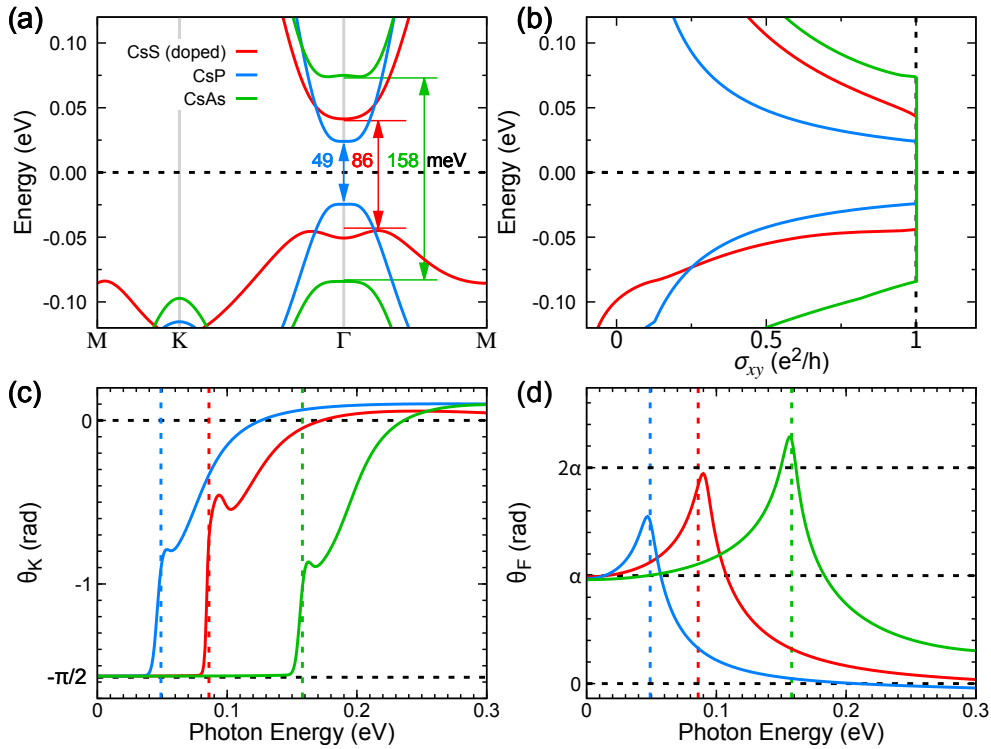 (a)
CsS (doped)
CsP
CsAs
Energy (eV)
0.10
0.05
0.00
-0.05
-0.10
49 86 158 meV
M K Γ M
(b)
Energy (eV)
0.10
0.05
0.00
-0.05
-0.10
0 0.5 1
σxy (e²/h)
(c)
θK (rad)
0
-1
-π/2
0 0.1 0.2 0.3
Photon Energy (eV)
(d)
θF (rad)
2α
α
0
0 0.1 0.2 0.3
Photon Energy (eV)